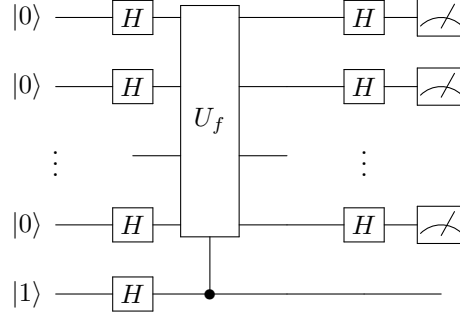 |0⟩ H H
|0⟩ H H
U_f
⋮ ⋮
|0⟩ H H
|1⟩ H